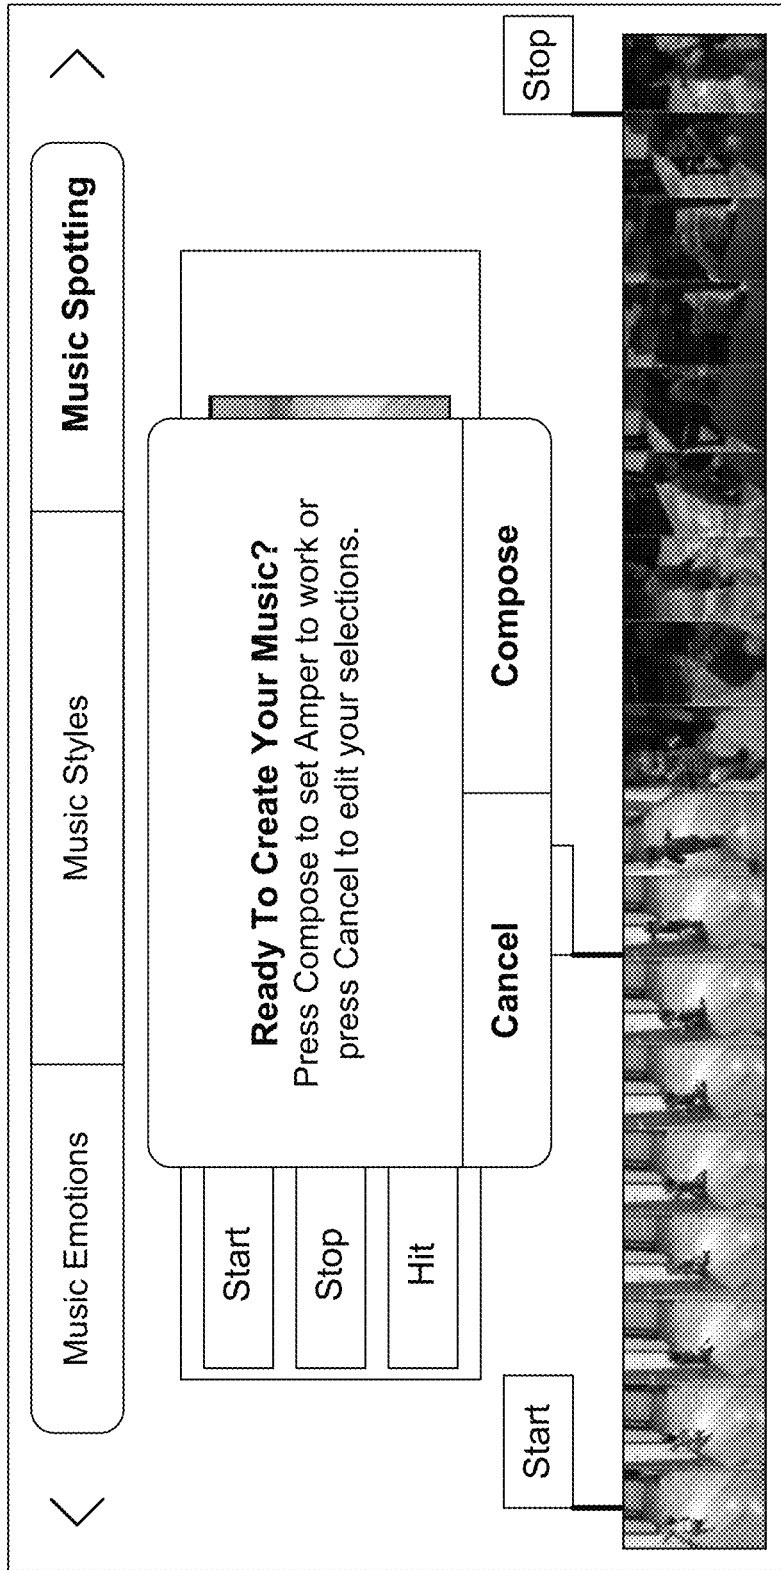 Music Emotions
Music Styles
Music Spotting
Ready To Create Your Music?
Press Compose to set Amper to work or
press Cancel to edit your selections.
Cancel
Compose
Start
Stop
Hit
Start
Stop